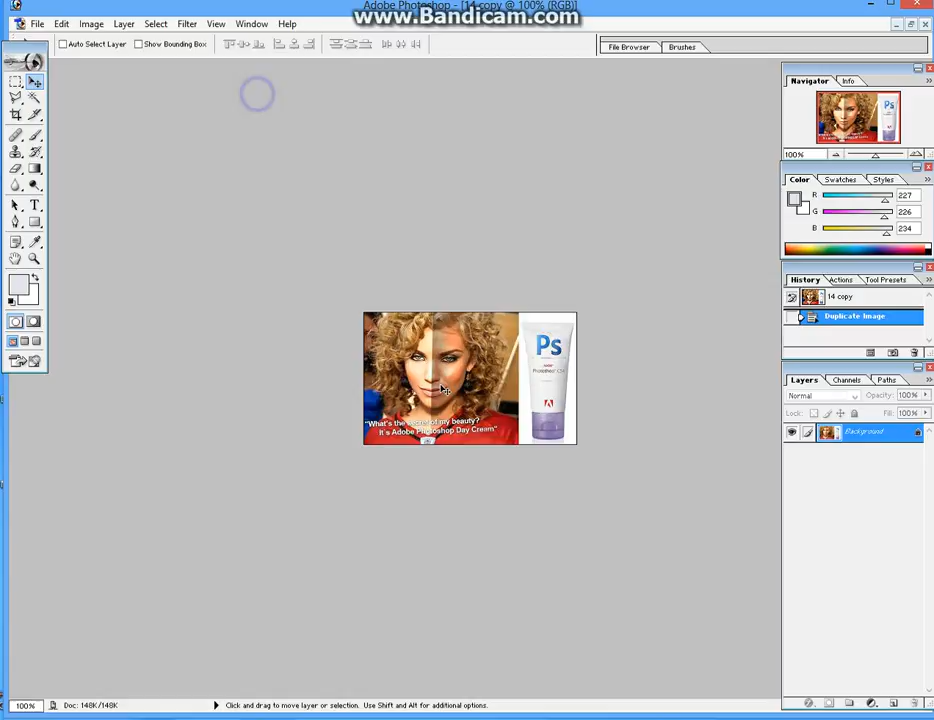 Adobe Photoshop - [14 copy @ 100% (RGB)]
www.Bandicam.com
File Edit Image Layer Select Filter View Window Help
Auto Select Layer Show Bounding Box
File Browser Brushes
Navigator Info
Ps
100%
Color Swatches Styles
R 227
G 226
B 234
History Actions Tool Presets
14 copy
Duplicate Image
Ps
Layers Channels Paths
Normal Opacity: 100%
Lock: Fill: 100%
Background
"What's the secret of my beauty?
It's Adobe Photoshop Day Cream"
100% Doc: 148K/148K Click and drag to move layer or selection. Use Shift and Alt for additional options.